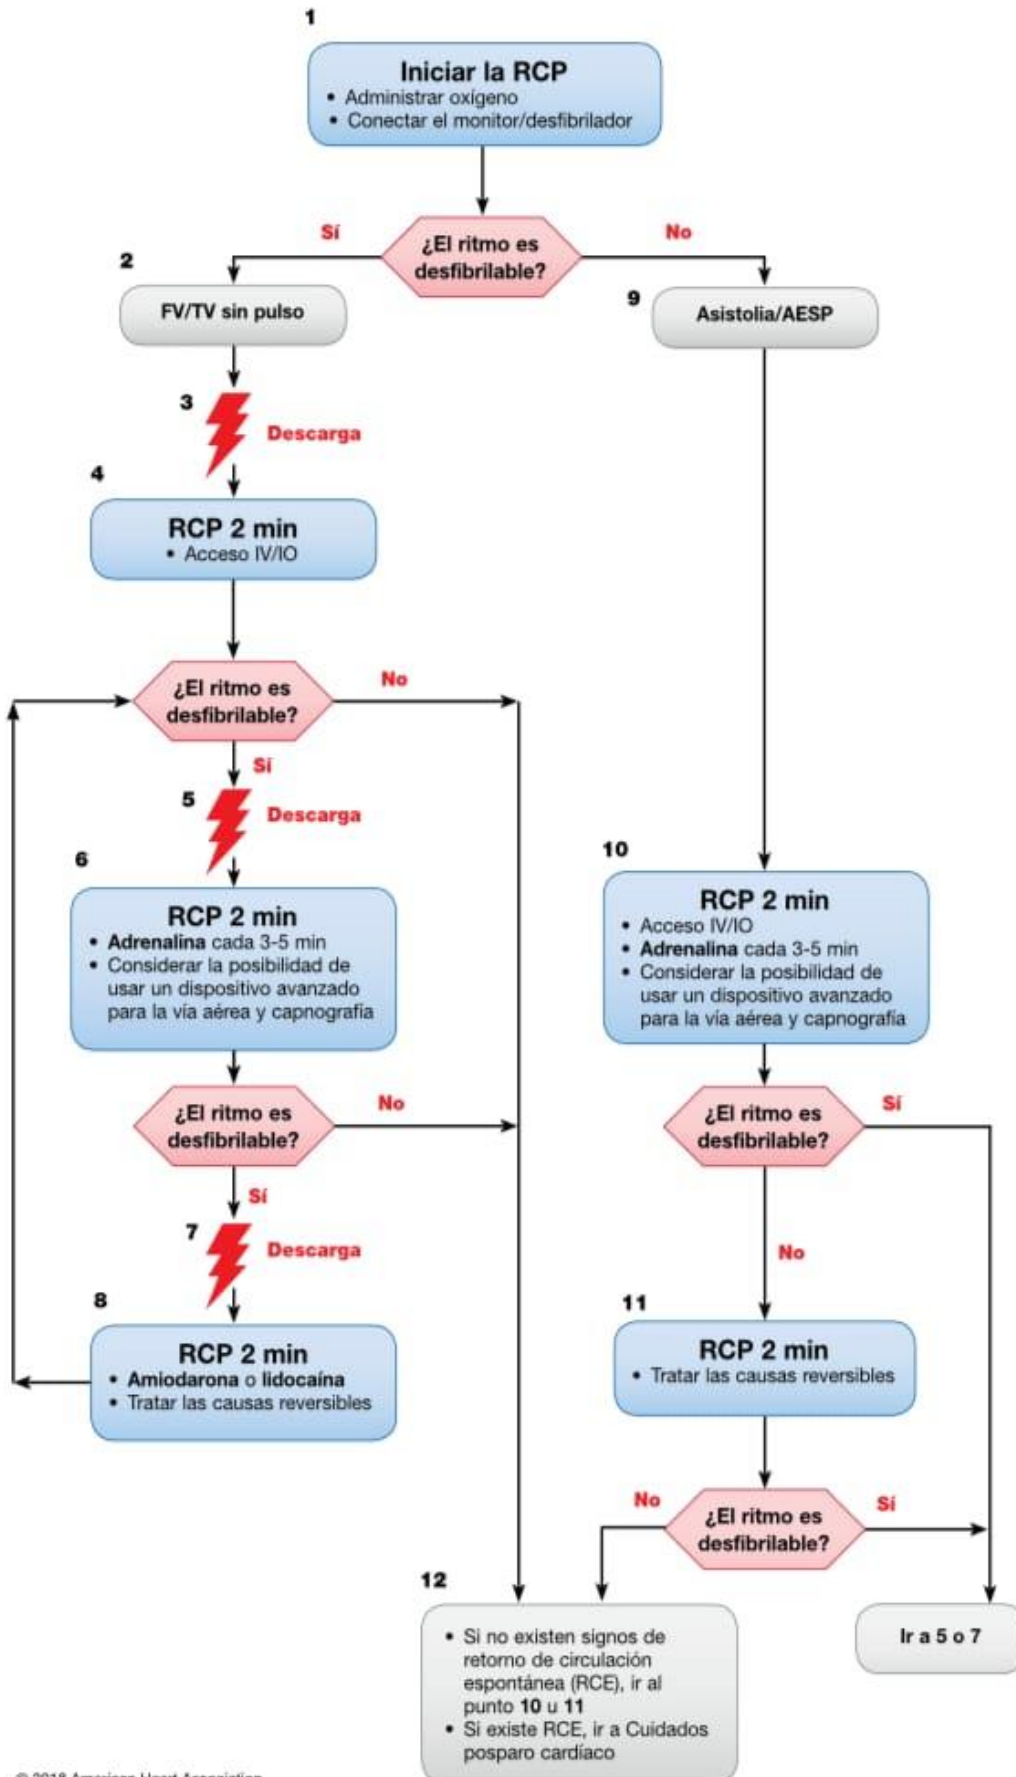 1
Iniciar la RCP
• Administrar oxígeno
• Conectar el monitor/desfibrilador
¿El ritmo es
desfibrilable?
Sí
No
2
FV/TV sin pulso
9
Asistolia/AESP
3
Descarga
4
RCP 2 min
• Acceso IV/IO
¿El ritmo es
desfibrilable?
No
Sí
5
Descarga
6
RCP 2 min
• Adrenalina cada 3-5 min
• Considerar la posibilidad de
usar un dispositivo avanzado
para la vía aérea y capnografía
10
RCP 2 min
• Acceso IV/IO
• Adrenalina cada 3-5 min
• Considerar la posibilidad de
usar un dispositivo avanzado
para la vía aérea y capnografía
¿El ritmo es
desfibrilable?
No
Sí
¿El ritmo es
desfibrilable?
Sí
No
7
Descarga
8
RCP 2 min
• Amiodarona o lidocaína
• Tratar las causas reversibles
11
RCP 2 min
• Tratar las causas reversibles
¿El ritmo es
desfibrilable?
No
Sí
12
• Si no existen signos de
retorno de circulación
espontánea (RCE), ir al
punto 10 u 11
• Si existe RCE, ir a Cuidados
posparo cardíaco
Ir a 5 o 7
© 2018 American Heart Association